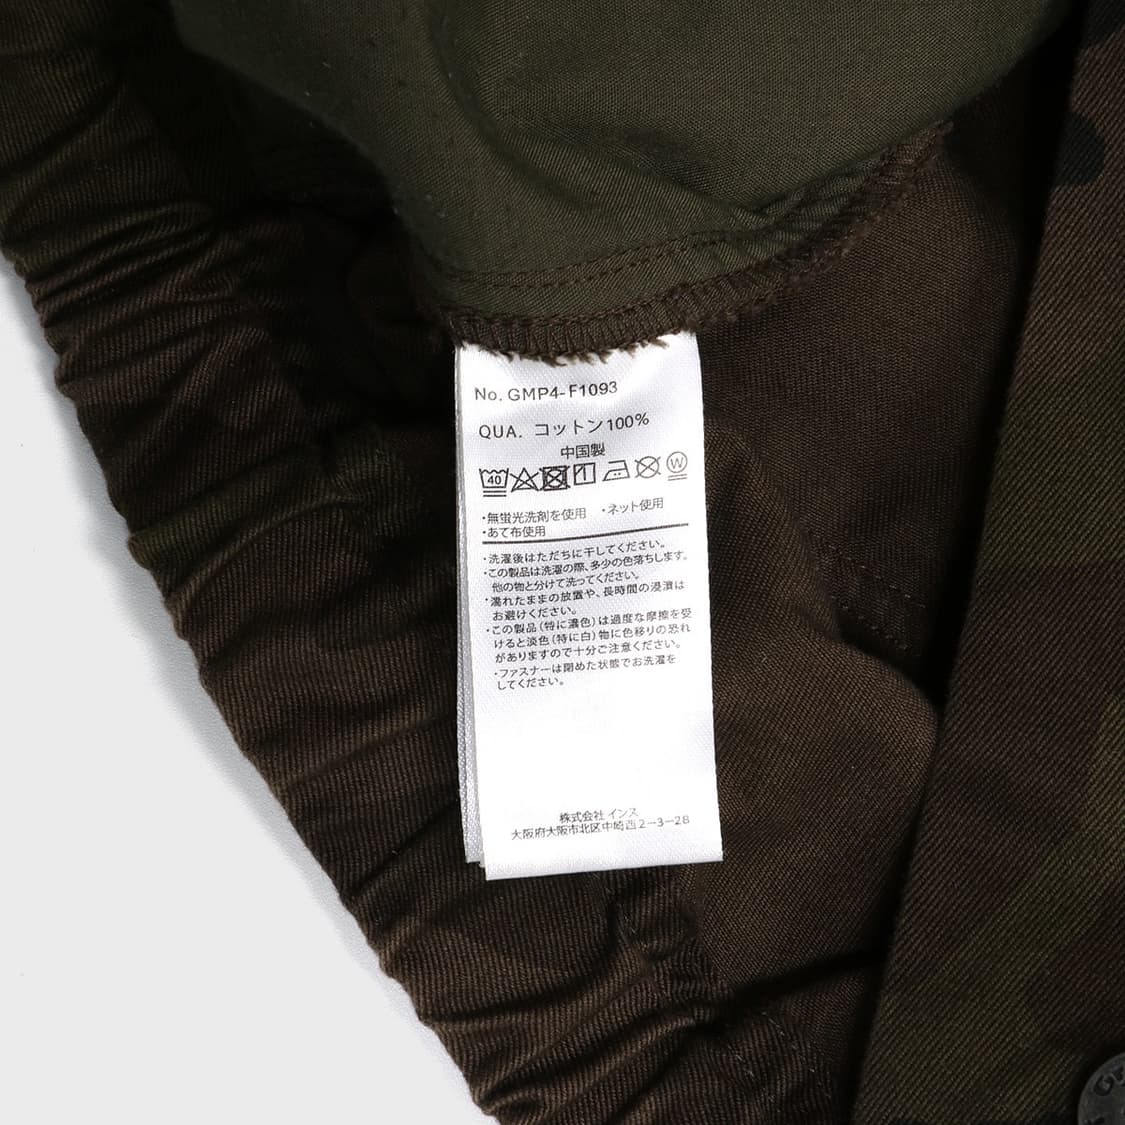 No. GMP4-F1093
QUA. コットン100%
中国製
40 W
・無蛍光洗剤を使用 ・ネット使用
・あて布使用
・洗濯後はただちに干してください。
・この製品は洗濯の際、多少の色落ちします。
他の物と分けて洗ってください。
・濡れたままの放置や、長時間の浸漬は
お避けください。
・この製品(特に濃色)は過度な摩擦を受
けると淡色(特に白)物に色移りの恐れ
がありますので十分ご注意ください。
・ファスナーは閉めた状態でお洗濯を
してください。
株式会社 インス
大阪府大阪市北区中崎西2-3-28